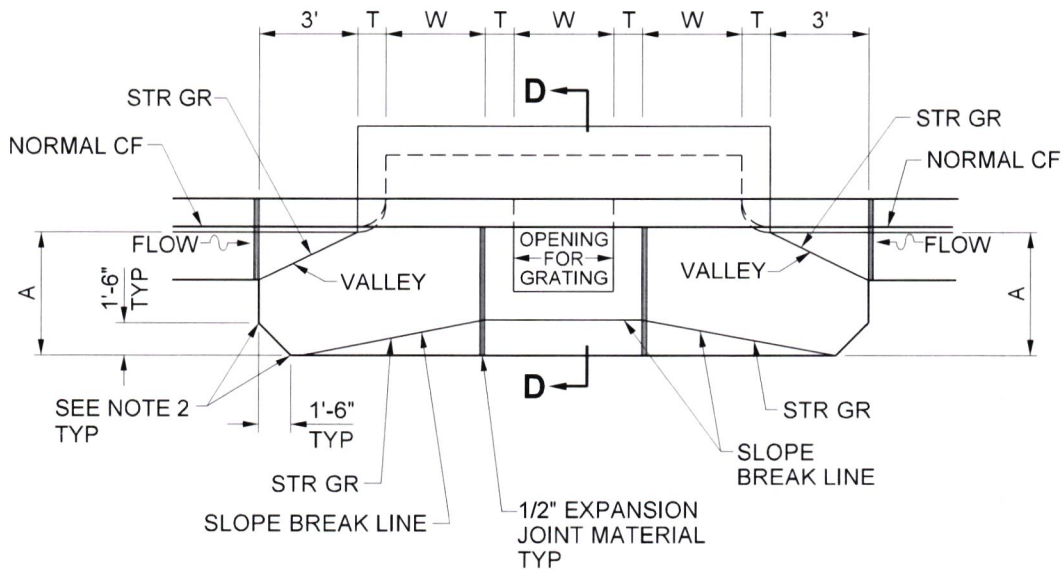 3' T W T W T W T 3'
D
STR GR
STR GR
NORMAL CF
NORMAL CF
FLOW
OPENING
FOR
GRATING
FLOW
VALLEY
VALLEY
A
1'-6"
TYP
A
D
SEE NOTE 2
TYP
1'-6"
TYP
STR GR
SLOPE
BREAK LINE
STR GR
SLOPE BREAK LINE
1/2" EXPANSION
JOINT MATERIAL
TYP